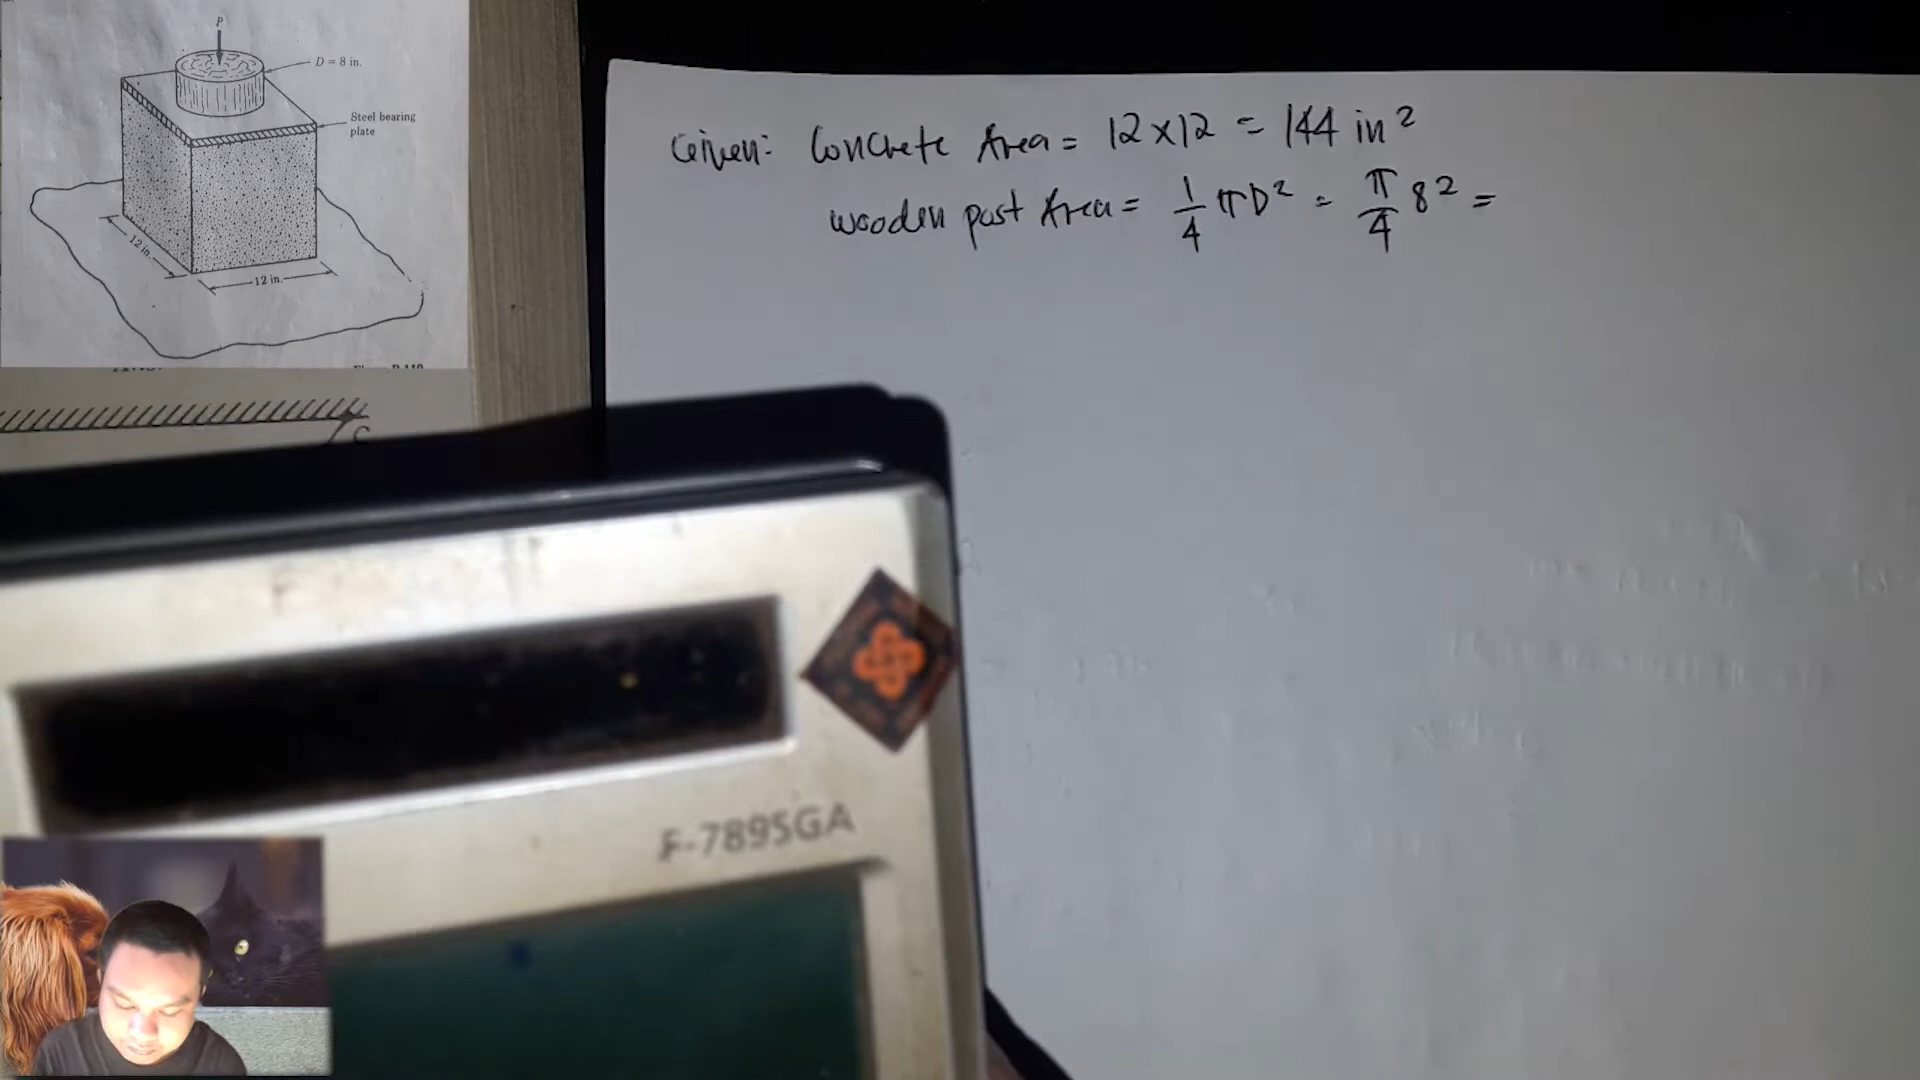 P
D = 8 in.
Steel bearing
plate
12 in.
12 in.
Given: Concrete Area = 12 x 12 = 144 in²
wooden post Area = 1/4 πD² = π/4 8² =
C
F-789SGA